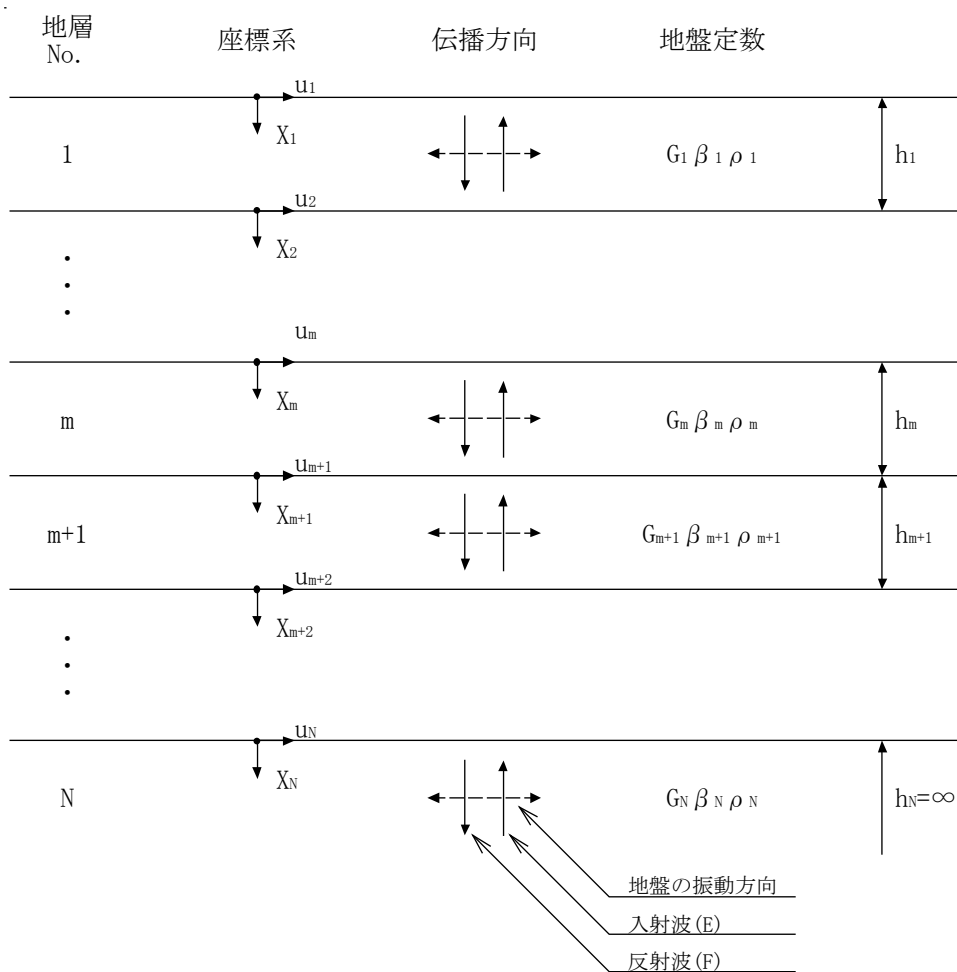 地層 座標系 伝播方向 地盤定数
No.
u1
X1
1 G1 β1 ρ1 h1
u2
X2
um
Xm
m Gm βm ρm hm
um+1
Xm+1
m+1 Gm+1 βm+1 ρm+1 hm+1
um+2
Xm+2
uN
XN
N GN βN ρN hN=∞
地盤の振動方向
入射波(E)
反射波(F)